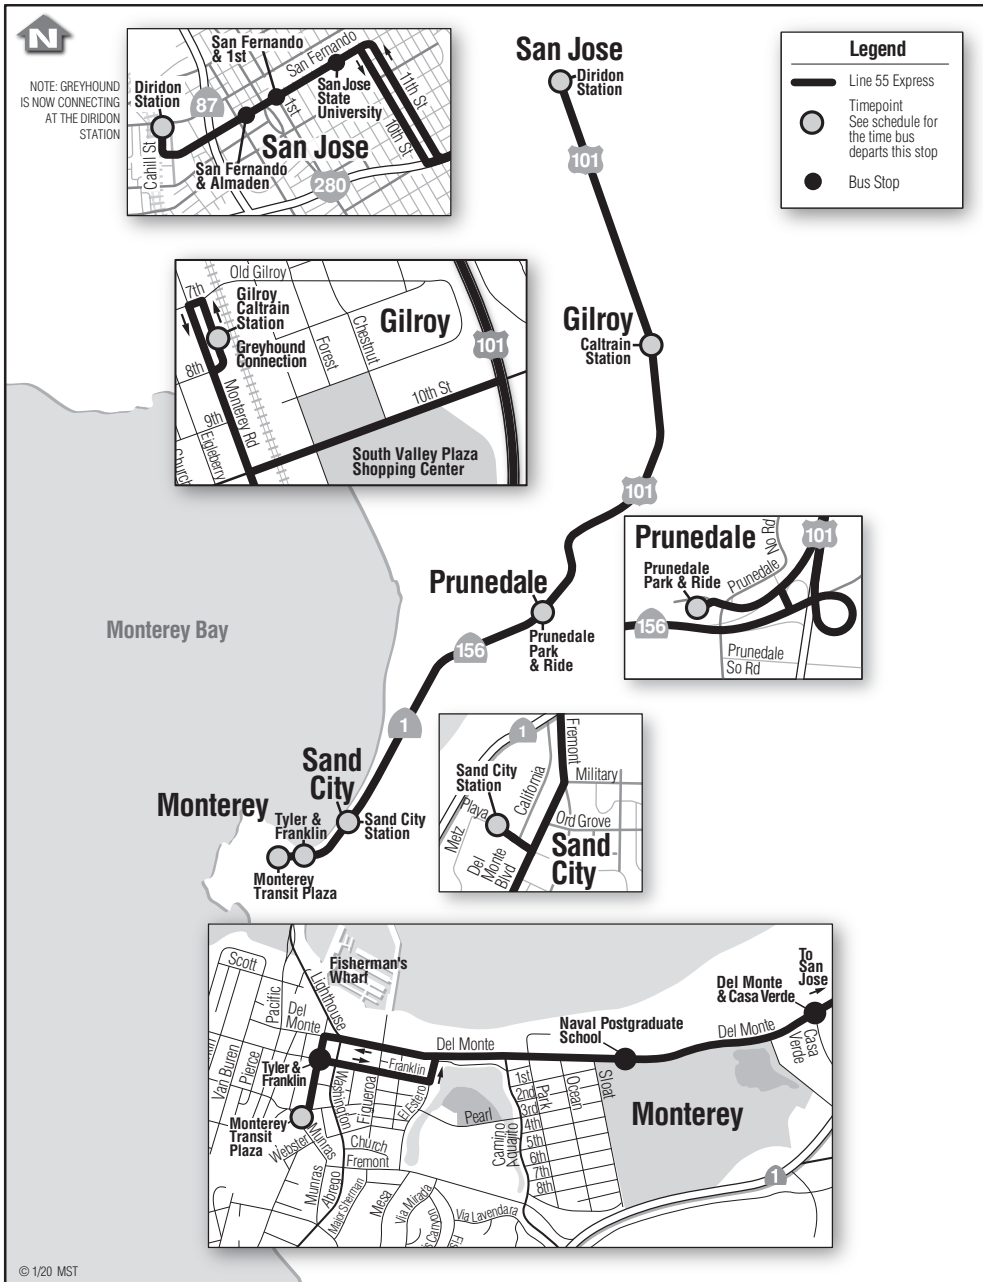 N
NOTE: GREYHOUND
IS NOW CONNECTING
AT THE DIRIDON
STATION
San Fernando
& 1st
San Fernando
Diridon
Station
87
1st
San Jose
State
University
11th St
10th St
San Jose
Cahill St
San Fernando
& Almaden
280
San Jose
Diridon
Station
101
Legend
Line 55 Express
Timepoint
See schedule for
the time bus
departs this stop
Bus Stop
Old Gilroy
7th
Gilroy
Caltrain
Station
Greyhound
Connection
Gilroy
Forest
Chestnut
101
8th
Monterey Rd
10th St
9th
Eigleberry
Church
South Valley Plaza
Shopping Center
Gilroy
Caltrain
Station
101
Prunedale
No Rd
101
Prunedale
Park & Ride
Prunedale
156
Prunedale
So Rd
Prunedale
Prunedale
Park
& Ride
156
Monterey Bay
1
Sand
City
Monterey
Tyler &
Franklin
Sand City
Station
Monterey
Transit Plaza
1
Fremont
Sand City
Station
Military
California
Playa
Metz
Ord Grove
Del
Monte
Blvd
Sand
City
Scott
Pacific
Lighthouse
Fisherman's
Wharf
Del
Monte
To
San
Jose
Del Monte
& Casa Verde
Naval Postgraduate
School
Del Monte
Del Monte
Casa
Verde
Van Buren
Pierce
Tyler &
Franklin
Franklin
Washington
Figueroa
El Estero
Pearl
Camino
Aguajito
1st
2nd
3rd
4th
5th
6th
7th
8th
Park
Ocean
Sloat
Monterey
Monterey
Transit
Plaza
Webster
Munras
Church
Fremont
Munras
Abrego
Major Sherman
Mesa
Via Mirada
Via Lavendara
1
© 1/20 MST